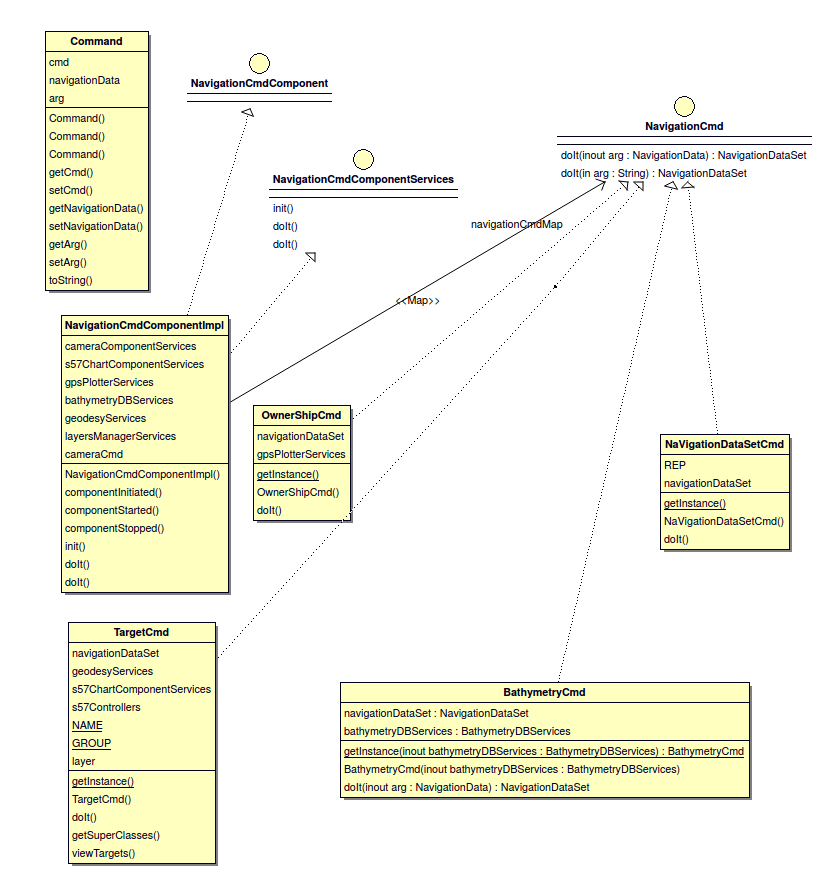 Command
cmd
navigationData
arg
Command()
Command()
Command()
getCmd()
setCmd()
getNavigationData()
setNavigationData()
getArg()
setArg()
toString()
NavigationCmdComponent
NavigationCmdComponentServices
init()
doIt()
doIt()
NavigationCmd
doIt(inout arg : NavigationData) : NavigationDataSet
doIt(in arg : String) : NavigationDataSet
navigationCmdMap
<<Map>>
NavigationCmdComponentImpl
cameraComponentServices
s57ChartComponentServices
gpsPlotterServices
bathymetryDBServices
geodesyServices
layersManagerServices
cameraCmd
NavigationCmdComponentImpl()
componentInitiated()
componentStarted()
componentStopped()
init()
doIt()
doIt()
OwnerShipCmd
navigationDataSet
gpsPlotterServices
getInstance()
OwnerShipCmd()
doIt()
NaVigationDataSetCmd
REP
navigationDataSet
getInstance()
NaVigationDataSetCmd()
doIt()
TargetCmd
navigationDataSet
geodesyServices
s57ChartComponentServices
s57Controllers
NAME
GROUP
layer
getInstance()
TargetCmd()
doIt()
getSuperClasses()
viewTargets()
BathymetryCmd
navigationDataSet : NavigationDataSet
bathymetryDBServices : BathymetryDBServices
getInstance(inout bathymetryDBServices : BathymetryDBServices) : BathymetryCmd
BathymetryCmd(inout bathymetryDBServices : BathymetryDBServices)
doIt(inout arg : NavigationData) : NavigationDataSet